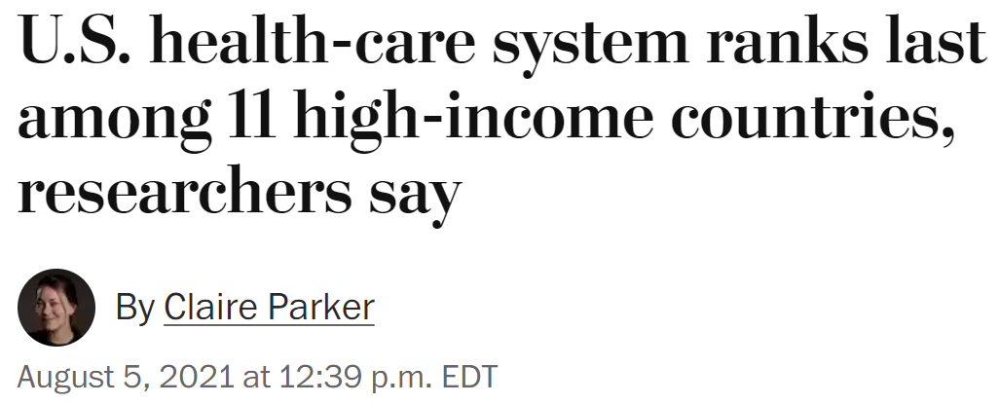 U.S. health-care system ranks last
among 11 high-income countries,
researchers say
By Claire Parker
August 5, 2021 at 12:39 p.m. EDT